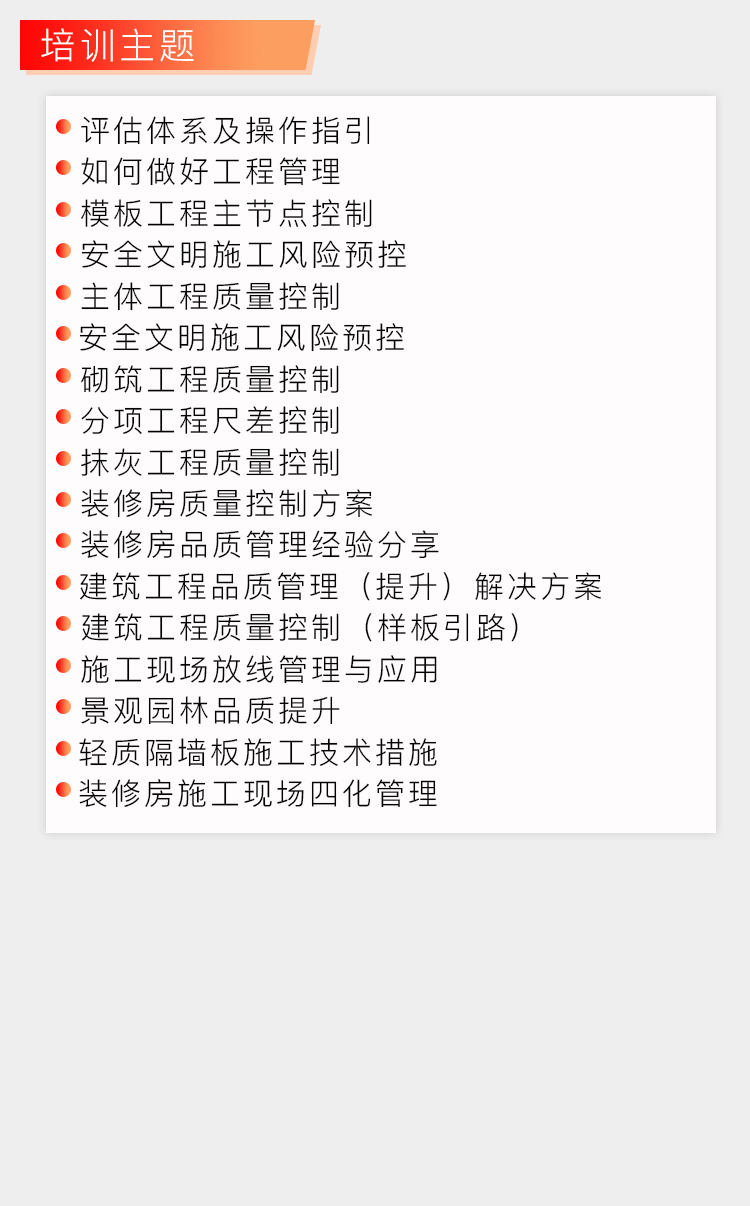 培训主题
评估体系及操作指引
如何做好工程管理
模板工程主节点控制
安全文明施工风险预控
主体工程质量控制
安全文明施工风险预控
砌筑工程质量控制
分项工程尺差控制
抹灰工程质量控制
装修房质量控制方案
装修房品质管理经验分享
建筑工程品质管理（提升）解决方案
建筑工程质量控制（样板引路）
施工现场放线管理与应用
景观园林品质提升
轻质隔墙板施工技术措施
装修房施工现场四化管理